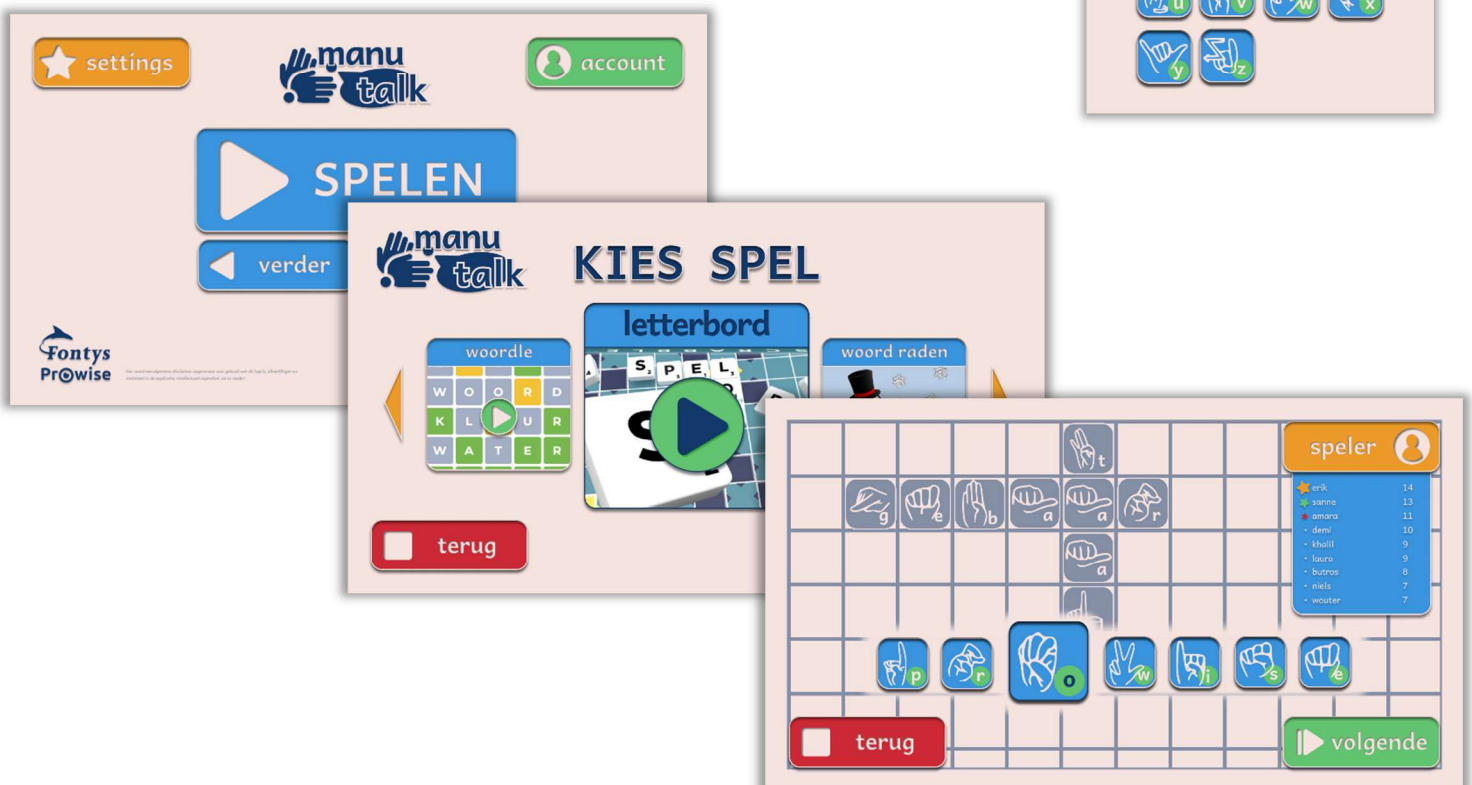 u v w x
y z
settings
manu
talk
account
SPELEN
verder
Fontys
Prowise
manu
talk
KIES SPEL
woordle
W O O R D
K L U R
W A T E R
letterbord
S P E L
woord raden
terug
t
g e b a a r
a
speler
erik 14
sanne 13
amara 11
demi 10
khalil 9
laura 9
butros 8
niels 7
wouter 7
p r o w i s e
terug
volgende